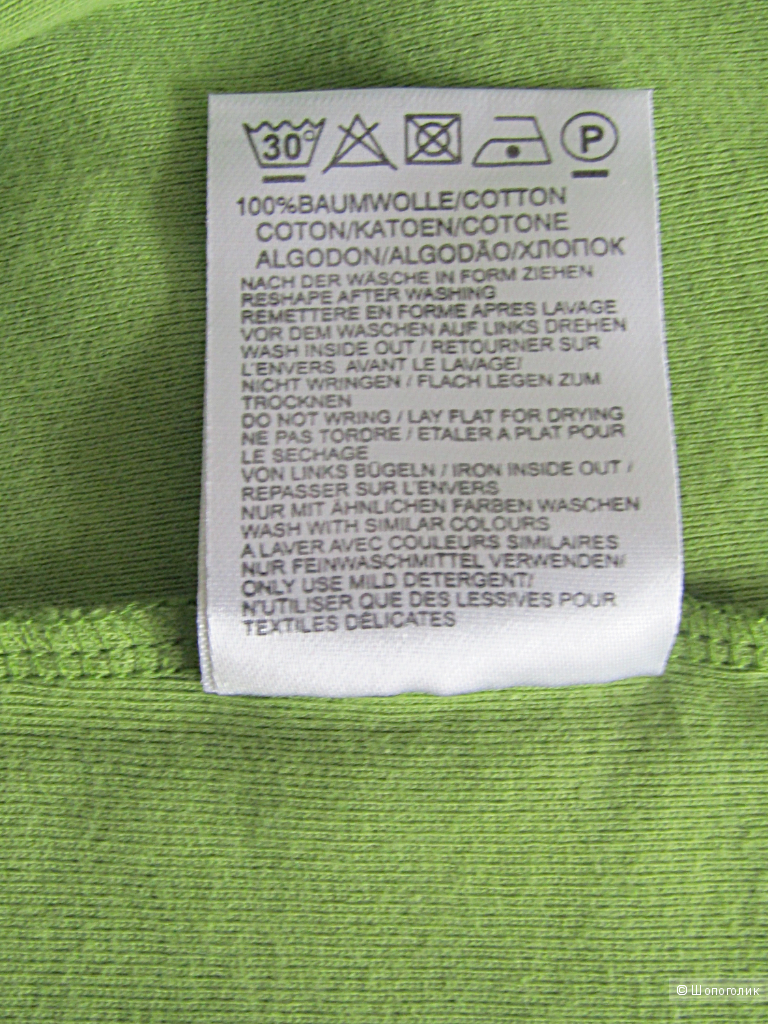 30°
P
100%BAUMWOLLE/COTTON
COTON/KATOEN/COTONE
ALGODON/ALGODÃO/ХЛОПОК
NACH DER WÄSCHE IN FORM ZIEHEN
RESHAPE AFTER WASHING
REMETTERE EN FORME APRES LAVAGE
VOR DEM WASCHEN AUF LINKS DREHEN
WASH INSIDE OUT / RETOURNER SUR
L'ENVERS AVANT LE LAVAGE/
NICHT WRINGEN / FLACH LEGEN ZUM
TROCKNEN
DO NOT WRING / LAY FLAT FOR DRYING
NE PAS TORDRE / ETALER A PLAT POUR
LE SECHAGE
VON LINKS BÜGELN / IRON INSIDE OUT /
REPASSER SUR L'ENVERS
NUR MIT ÄHNLICHEN FARBEN WASCHEN
WASH WITH SIMILAR COLOURS
A LAVER AVEC COULEURS SIMILAIRES
NUR FEINWASCHMITTEL VERWENDEN/
ONLY USE MILD DETERGENT/
N'UTILISER QUE DES LESSIVES POUR
TEXTILES DÉLICATES
© Шопоголик